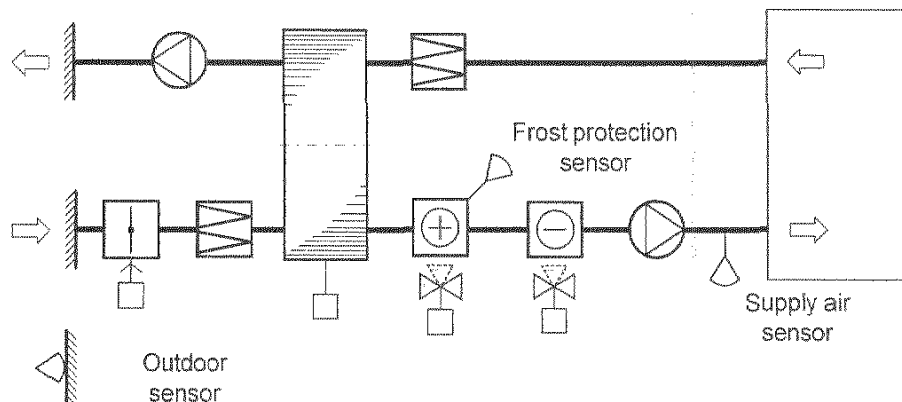 Frost protection
sensor
Supply air
sensor
Outdoor
sensor